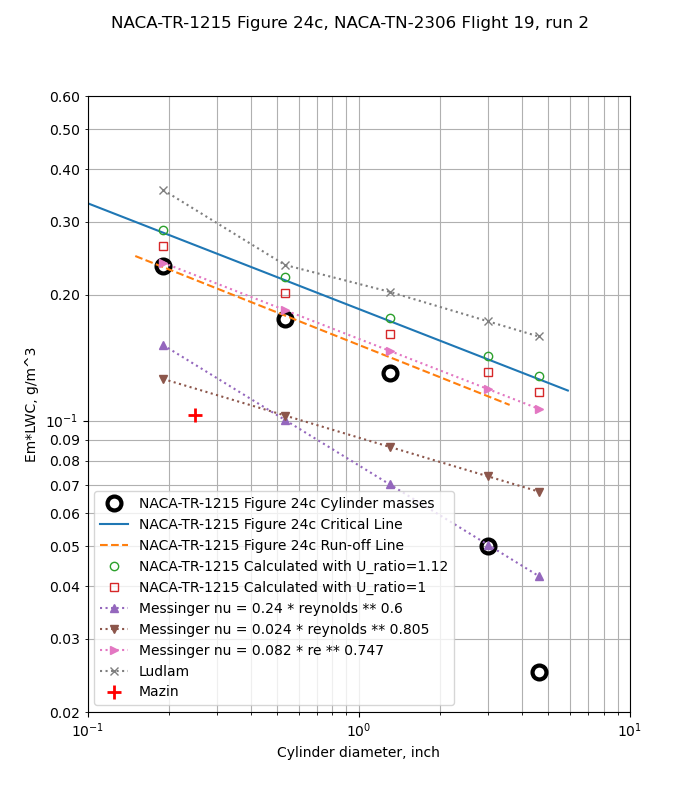 NACA-TR-1215 Figure 24c, NACA-TN-2306 Flight 19, run 2
Em*LWC, g/m^3
0.60
0.50
0.40
0.30
0.20
10⁻¹
0.09
0.08
0.07
0.06
0.05
0.04
0.03
0.02
NACA-TR-1215 Figure 24c Cylinder masses
NACA-TR-1215 Figure 24c Critical Line
NACA-TR-1215 Figure 24c Run-off Line
NACA-TR-1215 Calculated with U_ratio=1.12
NACA-TR-1215 Calculated with U_ratio=1
Messinger nu = 0.24 * reynolds ** 0.6
Messinger nu = 0.024 * reynolds ** 0.805
Messinger nu = 0.082 * re ** 0.747
Ludlam
Mazin
10⁻¹ 10⁰ 10¹
Cylinder diameter, inch